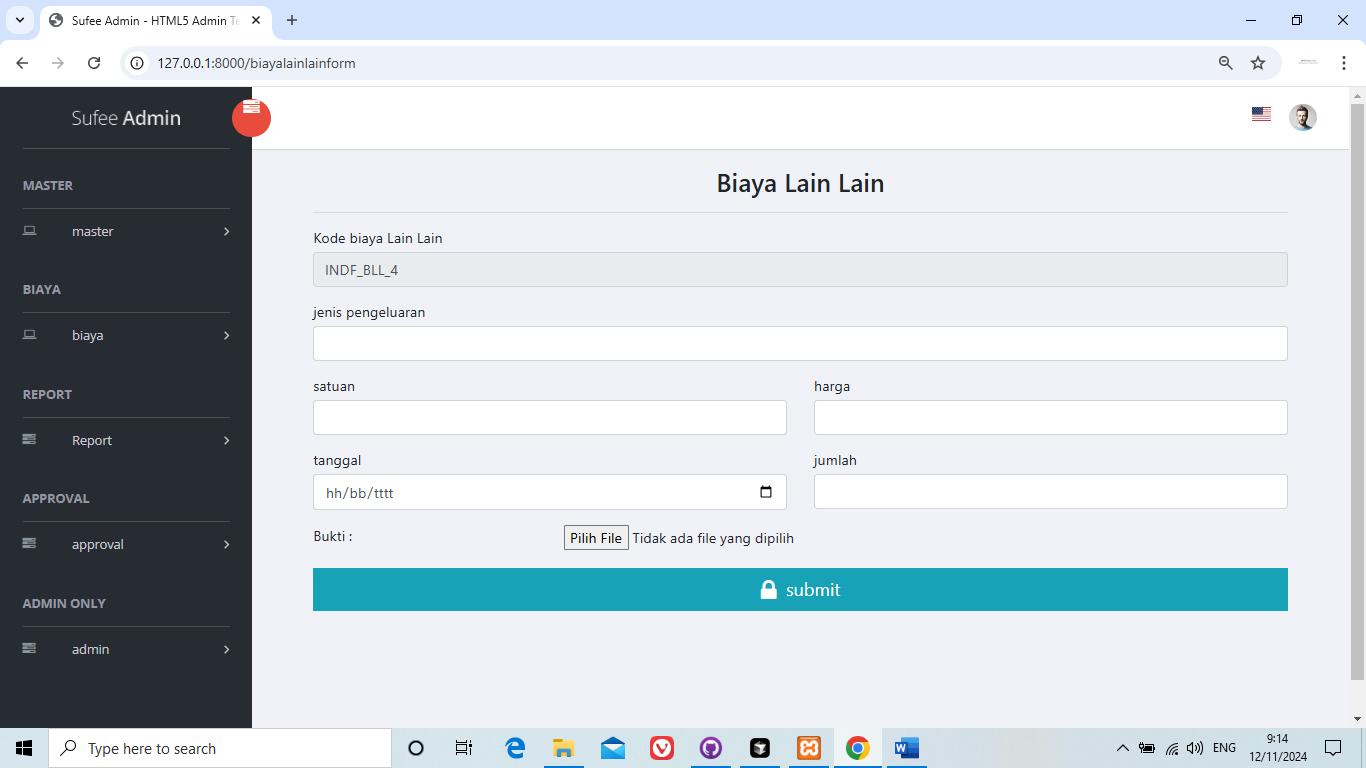 Sufee Admin - HTML5 Admin Te
127.0.0.1:8000/biayalainlainform
Sufee Admin
MASTER
master
BIAYA
biaya
REPORT
Report
APPROVAL
approval
ADMIN ONLY
admin
Biaya Lain Lain
Kode biaya Lain Lain
INDF_BLL_4
jenis pengeluaran
satuan
harga
tanggal
jumlah
hh/bb/tttt
Bukti :
Pilih File Tidak ada file yang dipilih
submit
Type here to search
ENG
9:14
12/11/2024